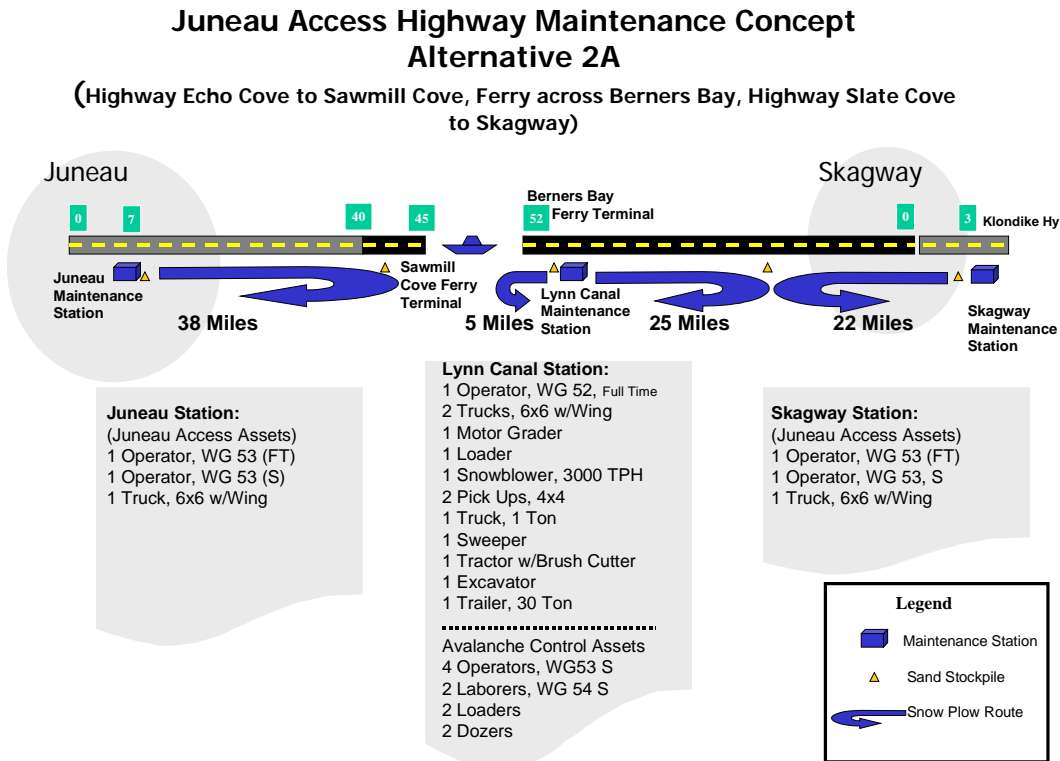 Juneau Access Highway Maintenance Concept
Alternative 2A
(Highway Echo Cove to Sawmill Cove, Ferry across Berners Bay, Highway Slate Cove
to Skagway)
Juneau
Skagway
Berners Bay
Ferry Terminal
0
7
40
45
52
0
3
Klondike Hy
Juneau
Maintenance
Station
Sawmill
Cove Ferry
Terminal
Lynn Canal
Maintenance
Station
Skagway
Maintenance
Station
38 Miles
5 Miles
25 Miles
22 Miles
Juneau Station:
(Juneau Access Assets)
1 Operator, WG 53 (FT)
1 Operator, WG 53 (S)
1 Truck, 6x6 w/Wing
Lynn Canal Station:
1 Operator, WG 52, Full Time
2 Trucks, 6x6 w/Wing
1 Motor Grader
1 Loader
1 Snowblower, 3000 TPH
2 Pick Ups, 4x4
1 Truck, 1 Ton
1 Sweeper
1 Tractor w/Brush Cutter
1 Excavator
1 Trailer, 30 Ton
Avalanche Control Assets
4 Operators, WG53 S
2 Laborers, WG 54 S
2 Loaders
2 Dozers
Skagway Station:
(Juneau Access Assets)
1 Operator, WG 53 (FT)
1 Operator, WG 53, S
1 Truck, 6x6 w/Wing
Legend
Maintenance Station
Sand Stockpile
Snow Plow Route